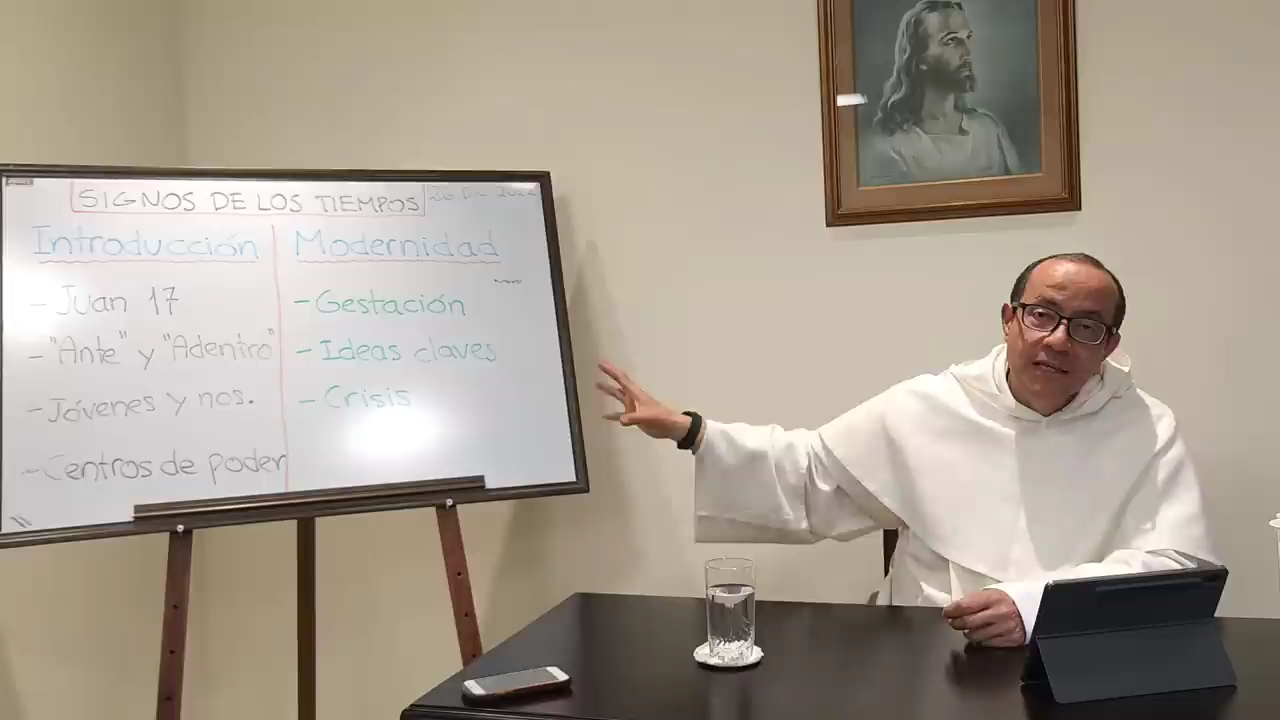 SIGNOS DE LOS TIEMPOS
Introducción
- Juan 17
- "Ante" y "Adentro"
- Jóvenes y nos.
- Centros de poder
Modernidad
- Gestación
- Ideas claves
- Crisis